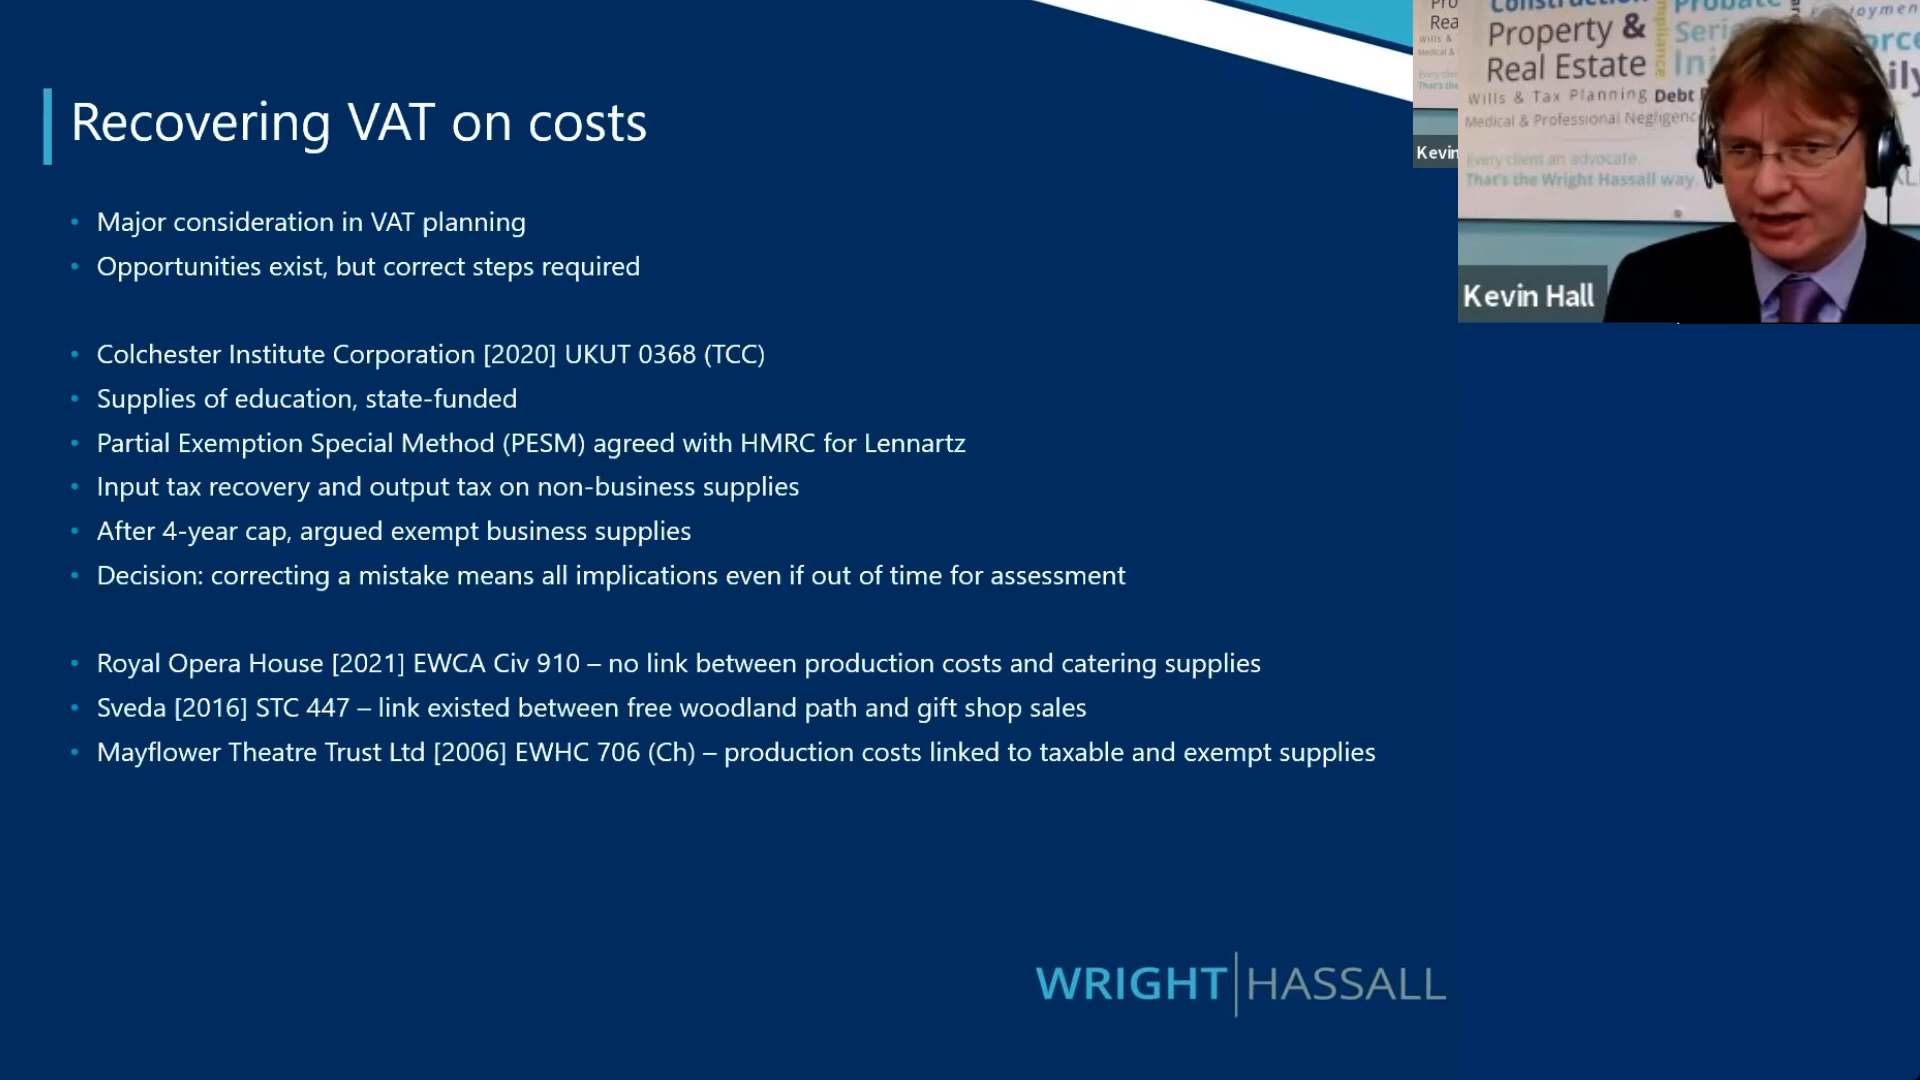 Recovering VAT on costs
• Major consideration in VAT planning
• Opportunities exist, but correct steps required
• Colchester Institute Corporation [2020] UKUT 0368 (TCC)
• Supplies of education, state-funded
• Partial Exemption Special Method (PESM) agreed with HMRC for Lennartz
• Input tax recovery and output tax on non-business supplies
• After 4-year cap, argued exempt business supplies
• Decision: correcting a mistake means all implications even if out of time for assessment
• Royal Opera House [2021] EWCA Civ 910 – no link between production costs and catering supplies
• Sveda [2016] STC 447 – link existed between free woodland path and gift shop sales
• Mayflower Theatre Trust Ltd [2006] EWHC 706 (Ch) – production costs linked to taxable and exempt supplies
WRIGHT HASSALL
Construction
Property &
Real Estate
Wills & Tax Planning Debt
Medical & Professional Negligenc
Every client an advocate.
That's the Wright Hassall way.
Probate
Kevin Hall
Kevin